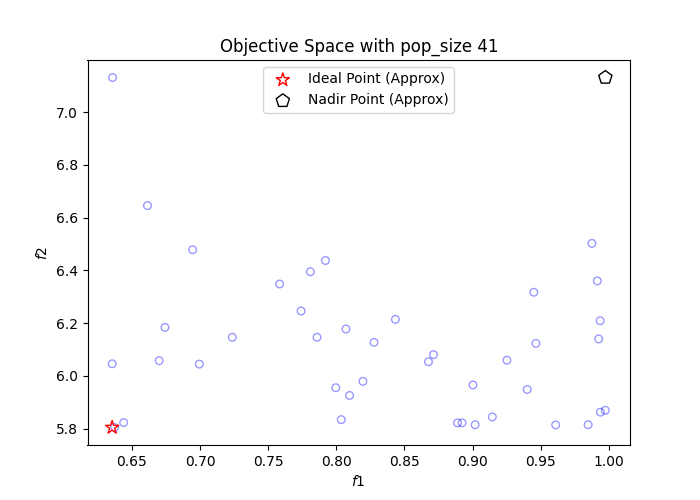 Objective Space with pop_size 41
Ideal Point (Approx)
Nadir Point (Approx)
f2
7.0
6.8
6.6
6.4
6.2
6.0
5.8
0.65 0.70 0.75 0.80 0.85 0.90 0.95 1.00
f1